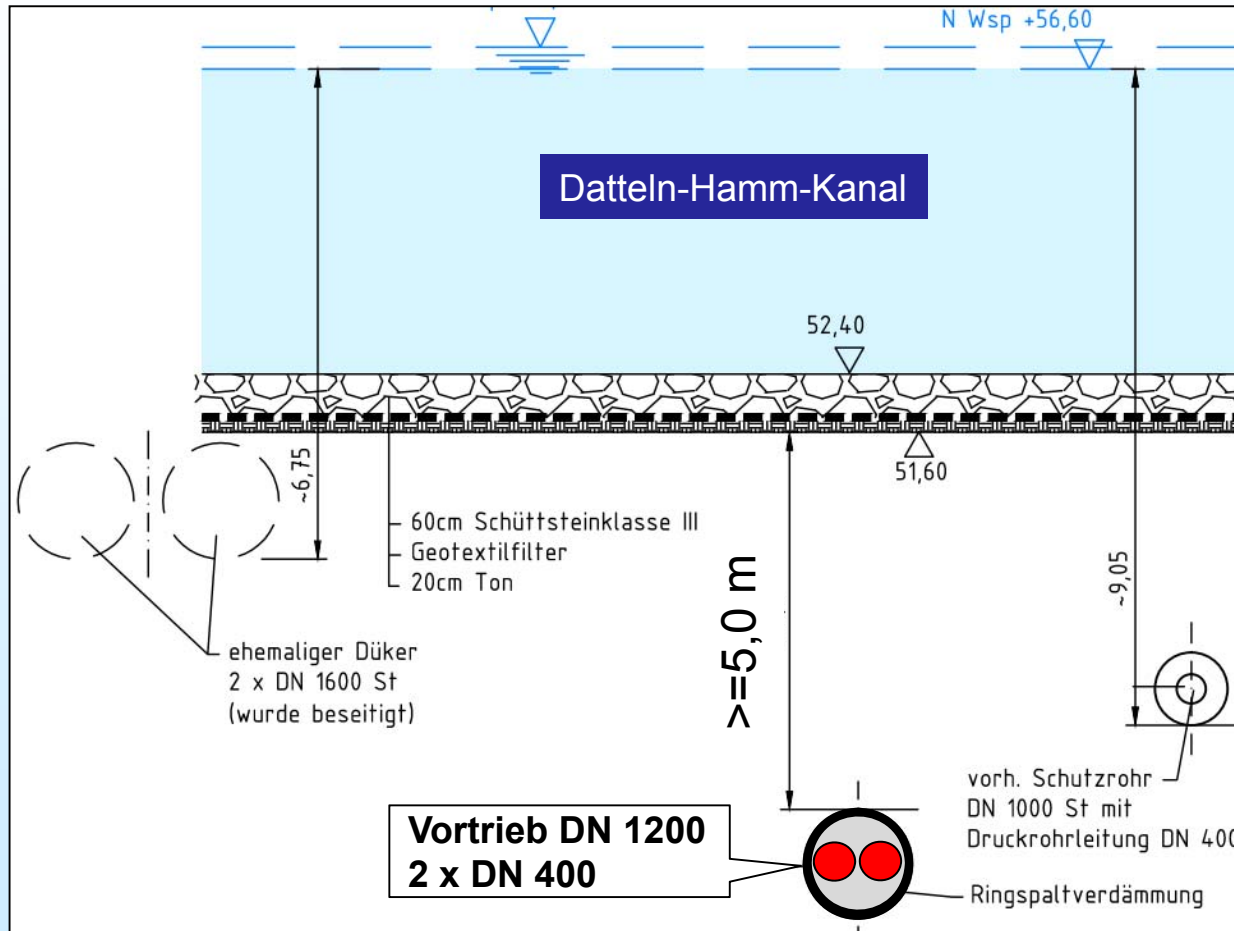 N Wsp +56,60
Datteln-Hamm-Kanal
52,40
51,60
~6,75
60cm Schüttsteinklasse III
Geotextilfilter
20cm Ton
>=5,0 m
~9,05
ehemaliger Düker
2 x DN 1600 St
(wurde beseitigt)
vorh. Schutzrohr
DN 1000 St mit
Druckrohrleitung DN 400
Vortrieb DN 1200
2 x DN 400
Ringspaltverdämmung